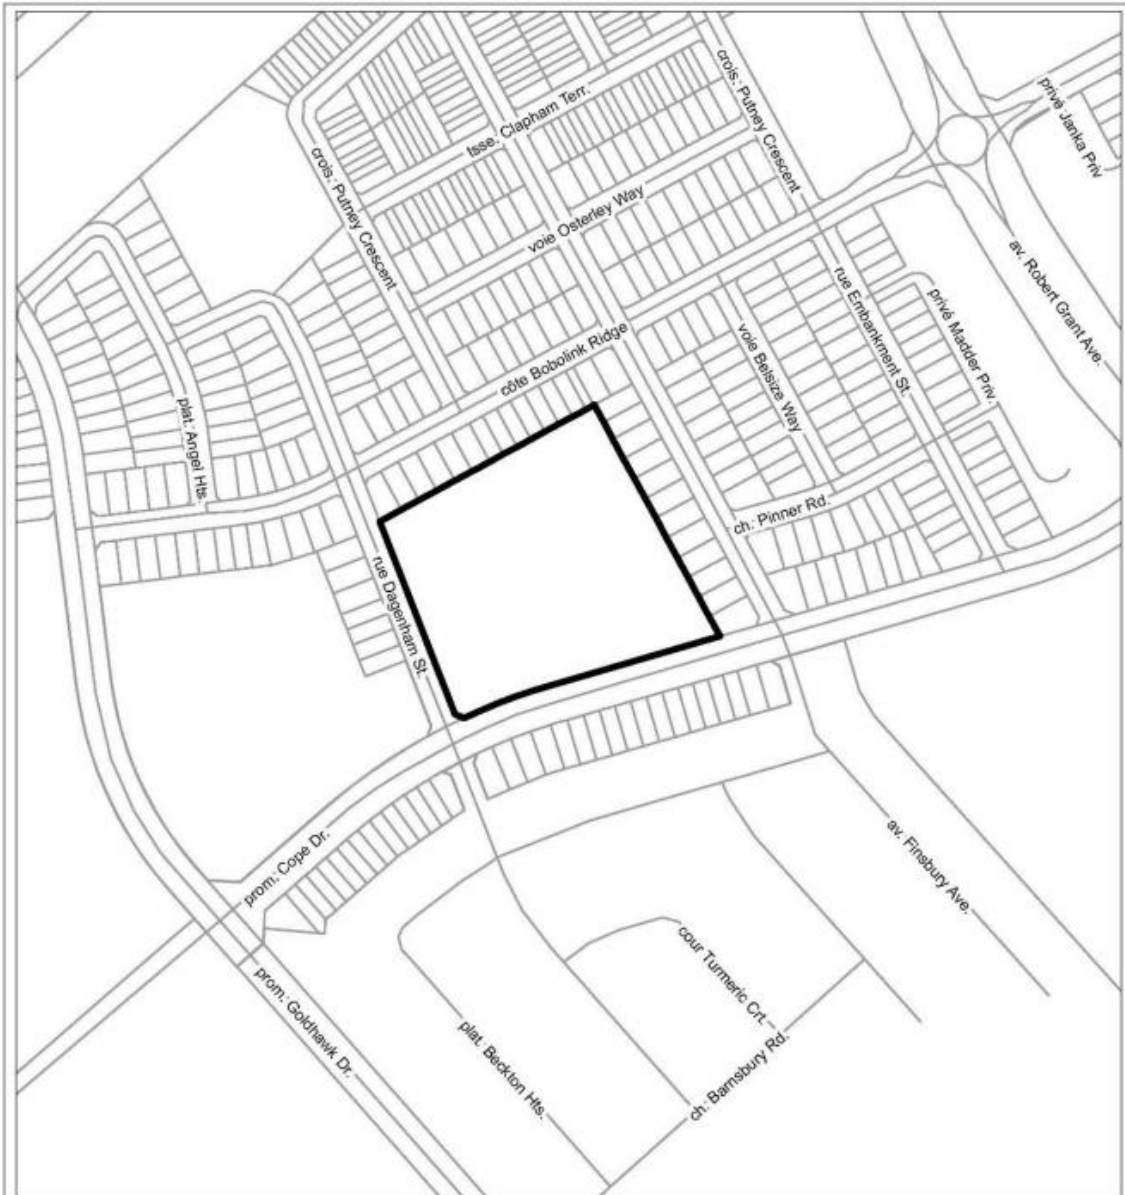 crois. Putney Crescent
privé Janka Priv
tsse. Clapham Terr.
crois. Putney Crescent
voie Osterley Way
av. Robert Grant Ave.
rue Embankment St.
privé Madder Priv.
côte Bobolink Ridge
voie Belsize Way
plat. Angel Hts.
ch. Pinner Rd.
rue Dagenham St.
prom. Cope Dr.
av. Finsbury Ave.
cour Turmeric Crt.
prom. Goldhawk Dr.
plat. Beckton Hts.
ch. Barnsbury Rd.